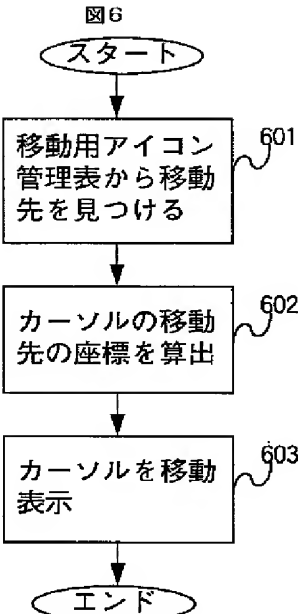 図6
スタート
移動用アイコン
管理表から移動
先を見つける
601
カーソルの移動
先の座標を算出
602
カーソルを移動
表示
603
エンド